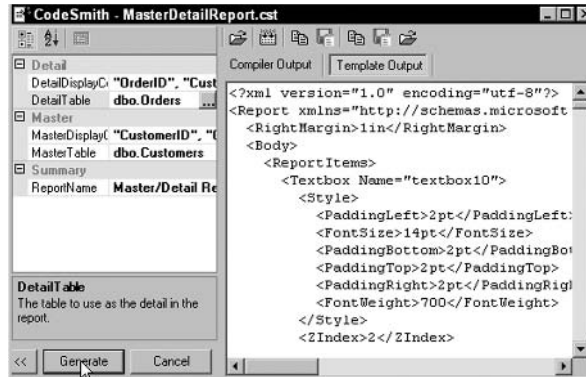 CodeSmith - MasterDetailReport.cst
Detail
DetailDisplayCo "OrderID", "Cust
DetailTable dbo.Orders ...
Master
MasterDisplayC "CustomerID", "C
MasterTable dbo.Customers
Summary
ReportName Master/Detail Re
DetailTable
The table to use as the detail in the
report.
<< Generate Cancel
Compiler Output Template Output
<?xml version="1.0" encoding="utf-8"?>
<Report xmlns="http://schemas.microsoft
<RightMargin>1in</RightMargin>
<Body>
<ReportItems>
<Textbox Name="textbox10">
<Style>
<PaddingLeft>2pt</PaddingLeft>
<FontSize>14pt</FontSize>
<PaddingBottom>2pt</PaddingBot
<PaddingTop>2pt</PaddingTop>
<PaddingRight>2pt</PaddingRigh
<FontWeight>700</FontWeight>
</Style>
<ZIndex>2</ZIndex>